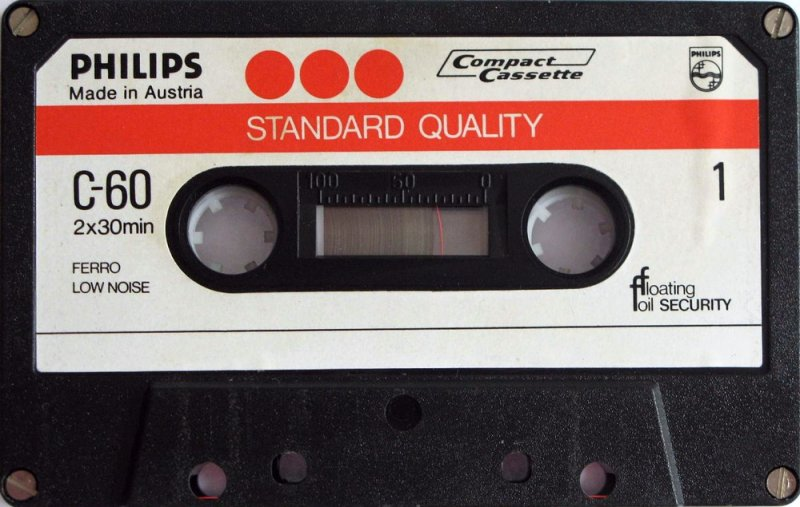 PHILIPS
Made in Austria
Compact
Cassette
PHILIPS
STANDARD QUALITY
C-60
2x30min
FERRO
LOW NOISE
100 50 0
1
floating
foil SECURITY